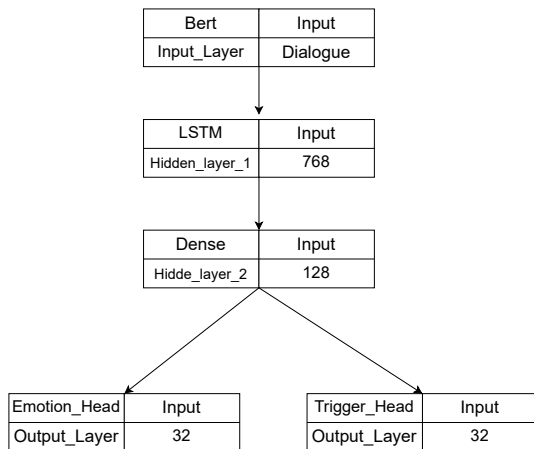 Bert Input
Input_Layer Dialogue
LSTM Input
Hidden_layer_1 768
Dense Input
Hidde_layer_2 128
Emotion_Head Input
Output_Layer 32
Trigger_Head Input
Output_Layer 32